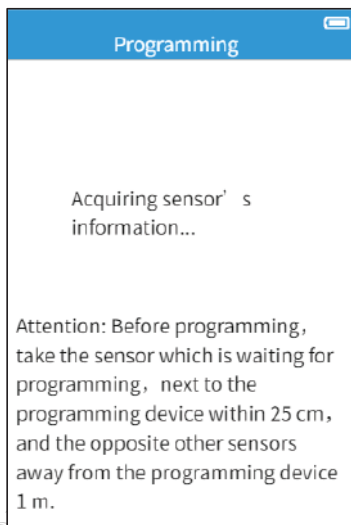 Programming
Acquiring sensor’ s
information...
Attention: Before programming，
take the sensor which is waiting for
programming，next to the
programming device within 25 cm，
and the opposite other sensors
away from the programming device
1 m.